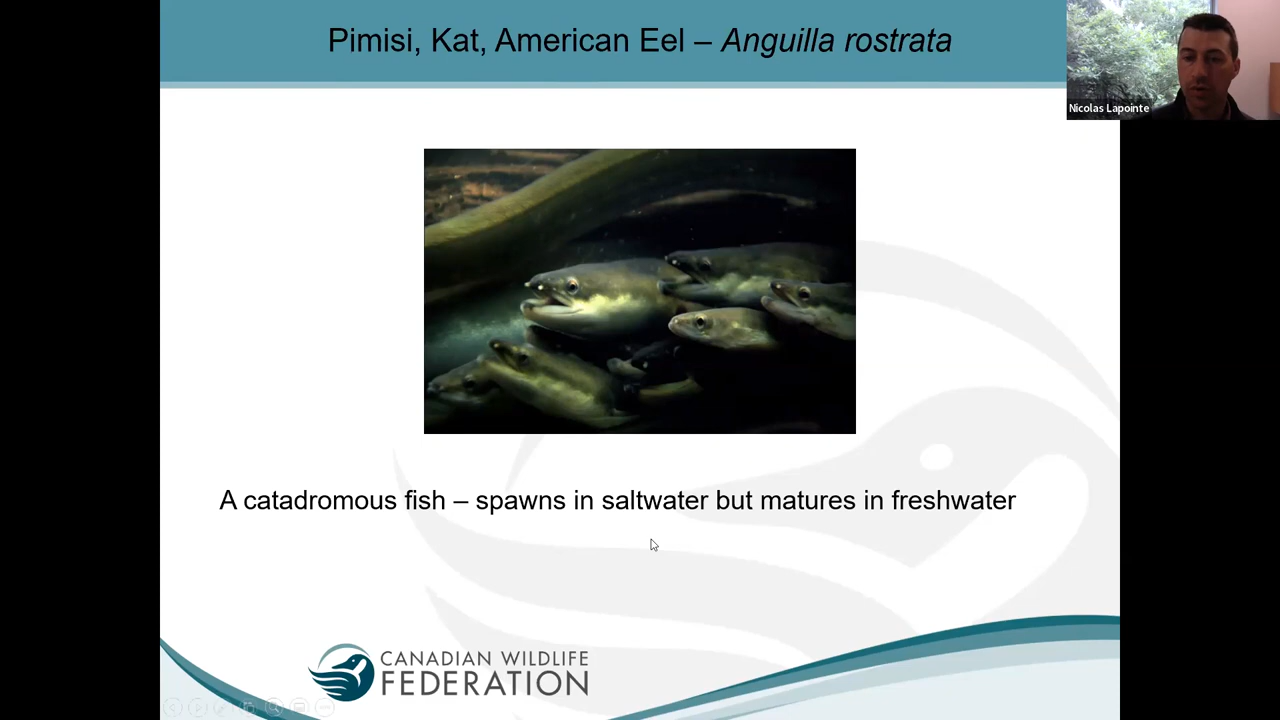 Pimisi, Kat, American Eel – Anguilla rostrata
Nicolas Lapointe
A catadromous fish – spawns in saltwater but matures in freshwater
CANADIAN WILDLIFE
FEDERATION